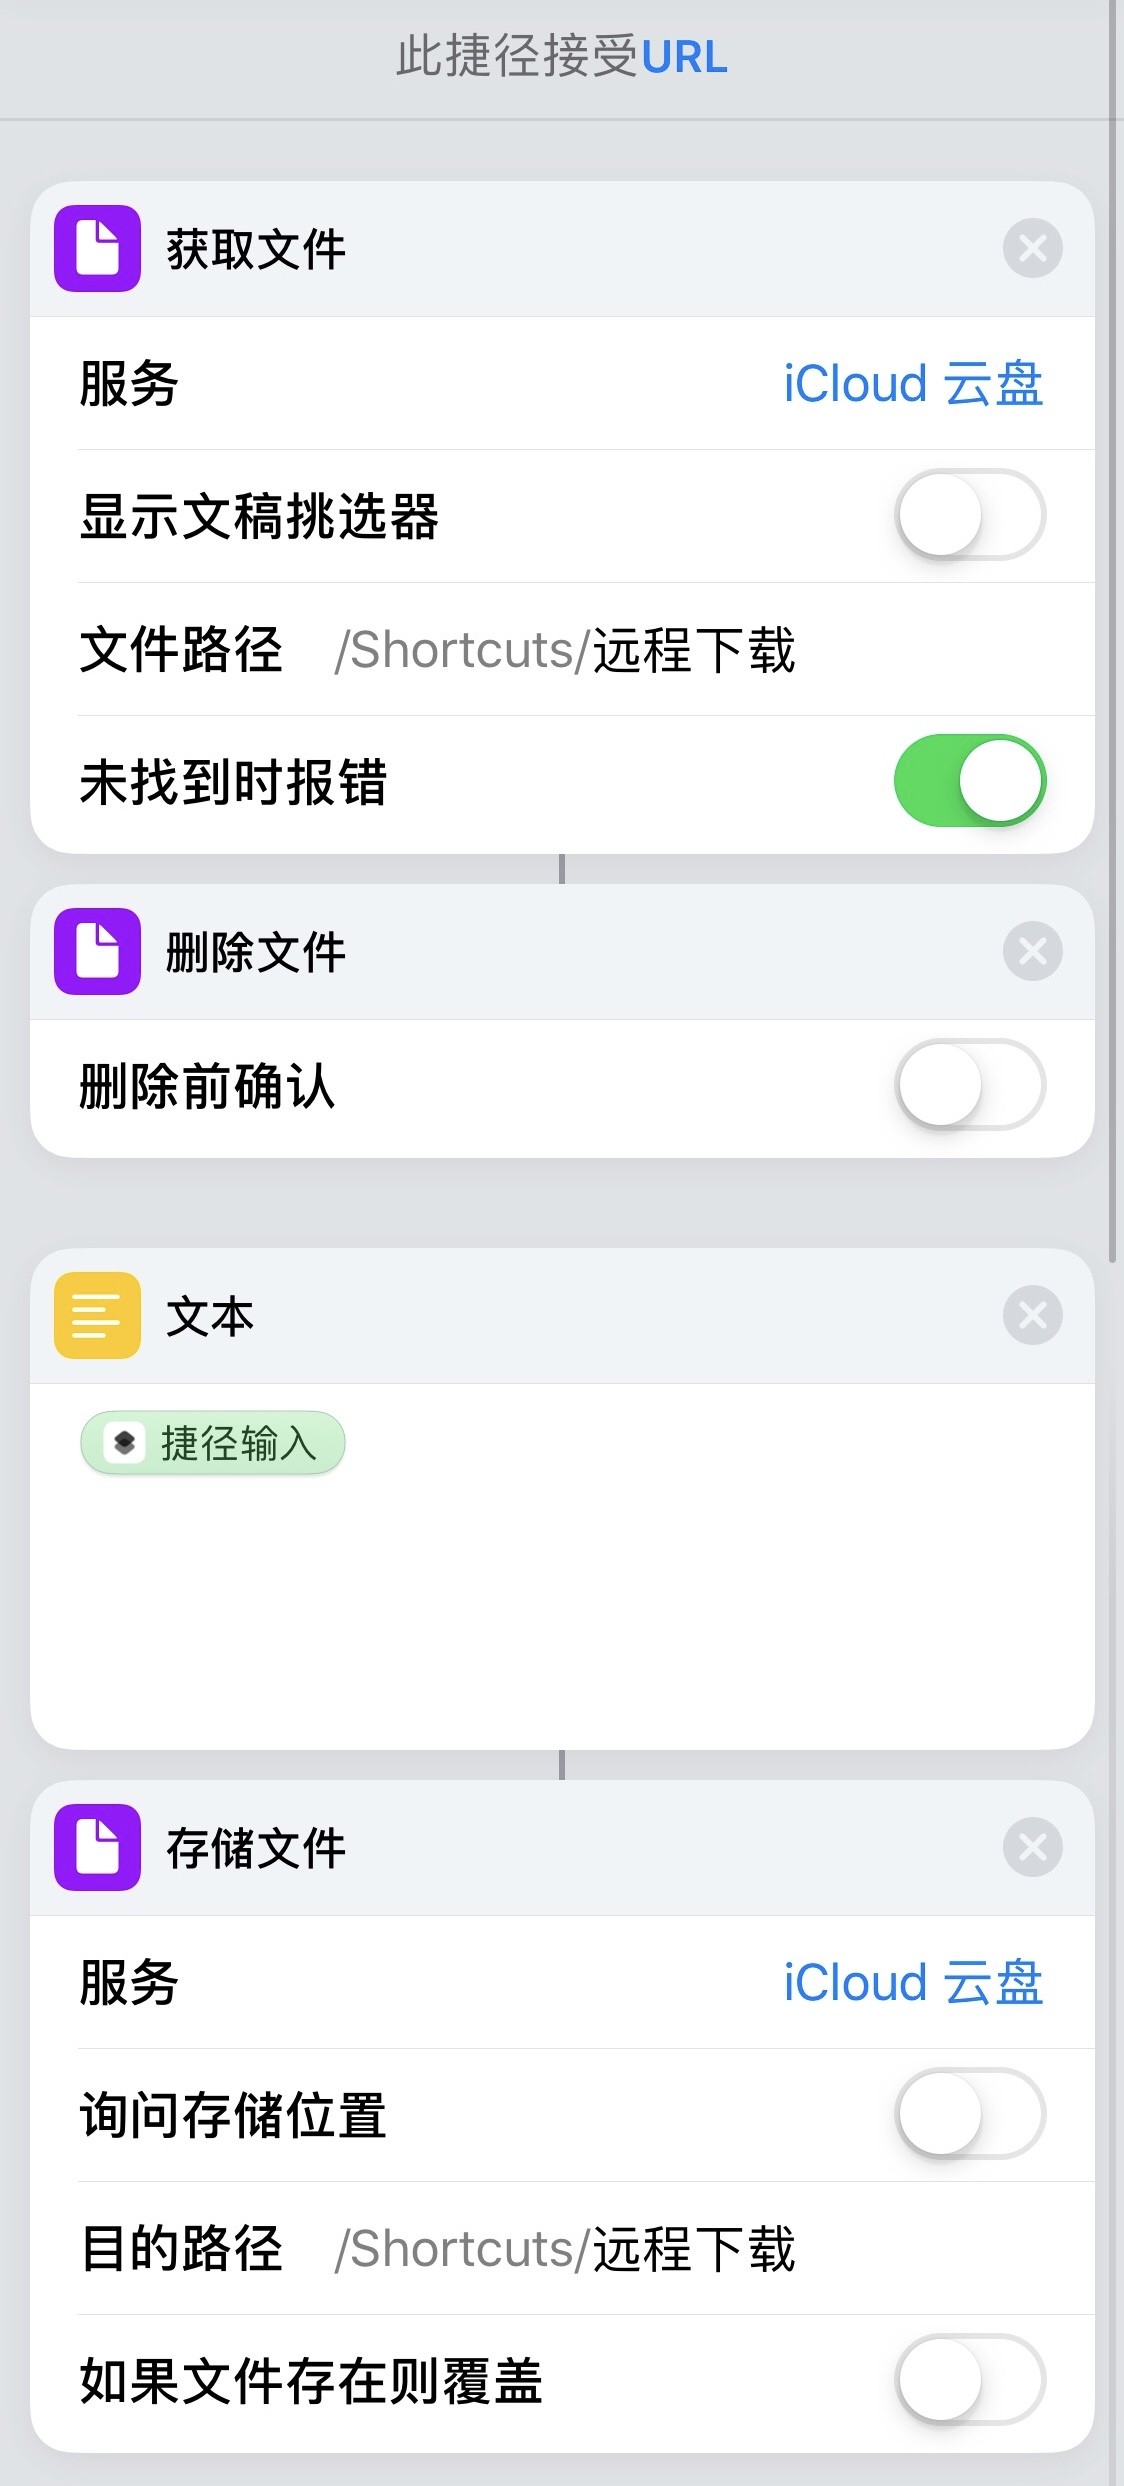 此捷径接受URL
获取文件
服务 iCloud 云盘
显示文稿挑选器
文件路径 /Shortcuts/远程下载
未找到时报错
删除文件
删除前确认
文本
捷径输入
存储文件
服务 iCloud 云盘
询问存储位置
目的路径 /Shortcuts/远程下载
如果文件存在则覆盖